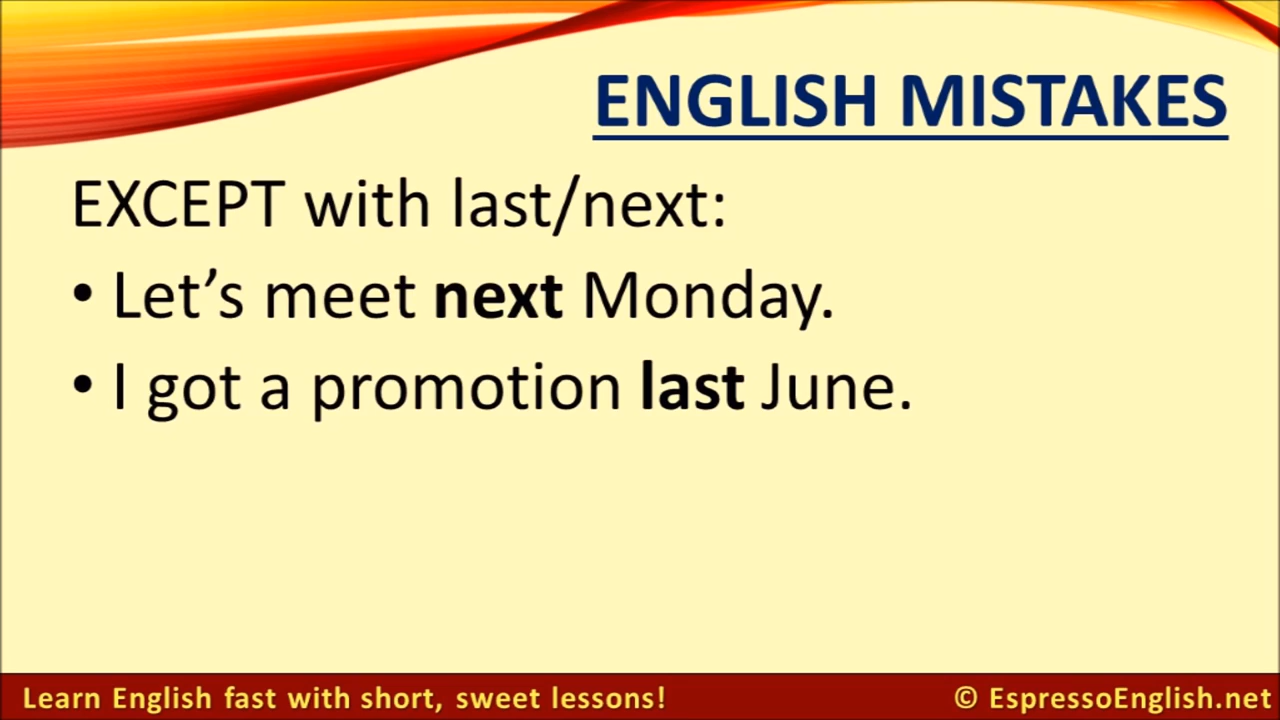 ENGLISH MISTAKES
EXCEPT with last/next:
• Let’s meet next Monday.
• I got a promotion last June.
Learn English fast with short, sweet lessons!
© EspressoEnglish.net